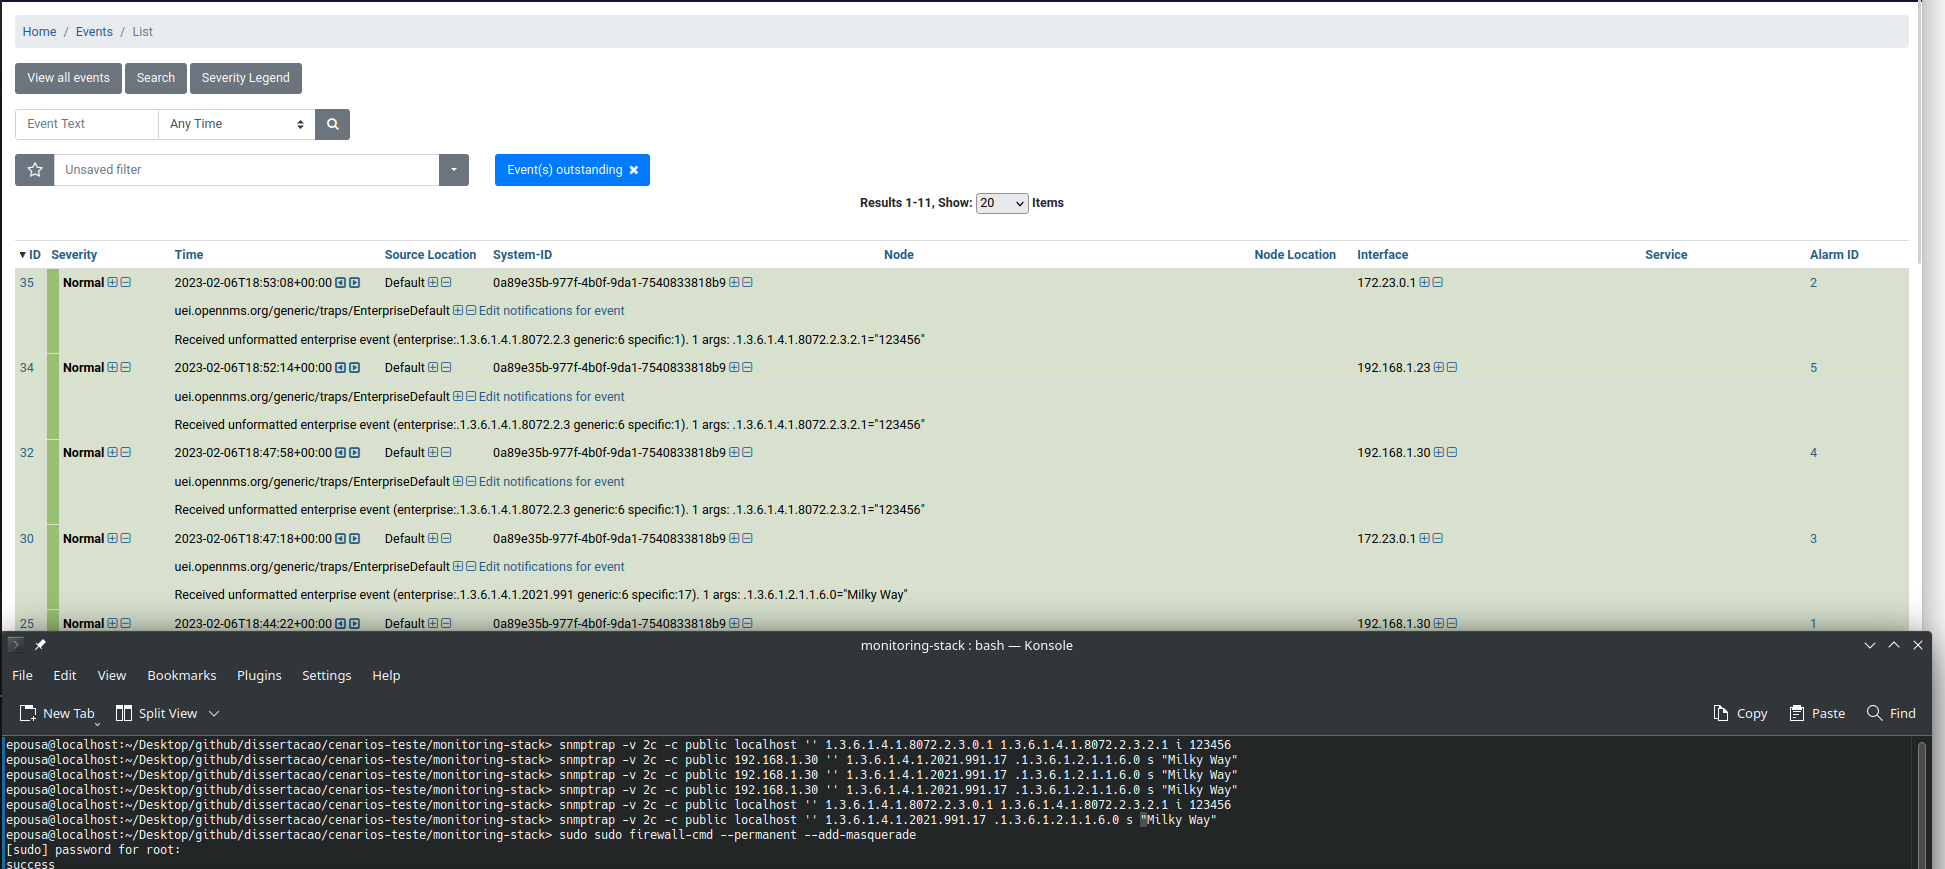 Home / Events / List
View all events Search Severity Legend
Event Text Any Time
Unsaved filter Event(s) outstanding ✖
Results 1-11, Show: 20 Items
ID Severity Time Source Location System-ID Node Node Location Interface Service Alarm ID
35 Normal 2023-02-06T18:53:08+00:00 Default 0a89e35b-977f-4b0f-9da1-7540833818b9 172.23.0.1 2
uei.opennms.org/generic/traps/EnterpriseDefault Edit notifications for event
Received unformatted enterprise event (enterprise:.1.3.6.1.4.1.8072.2.3 generic:6 specific:1). 1 args: .1.3.6.1.4.1.8072.2.3.2.1="123456"
34 Normal 2023-02-06T18:52:14+00:00 Default 0a89e35b-977f-4b0f-9da1-7540833818b9 192.168.1.23 5
uei.opennms.org/generic/traps/EnterpriseDefault Edit notifications for event
Received unformatted enterprise event (enterprise:.1.3.6.1.4.1.8072.2.3 generic:6 specific:1). 1 args: .1.3.6.1.4.1.8072.2.3.2.1="123456"
32 Normal 2023-02-06T18:47:58+00:00 Default 0a89e35b-977f-4b0f-9da1-7540833818b9 192.168.1.30 4
uei.opennms.org/generic/traps/EnterpriseDefault Edit notifications for event
Received unformatted enterprise event (enterprise:.1.3.6.1.4.1.8072.2.3 generic:6 specific:1). 1 args: .1.3.6.1.4.1.8072.2.3.2.1="123456"
30 Normal 2023-02-06T18:47:18+00:00 Default 0a89e35b-977f-4b0f-9da1-7540833818b9 172.23.0.1 3
uei.opennms.org/generic/traps/EnterpriseDefault Edit notifications for event
Received unformatted enterprise event (enterprise:.1.3.6.1.4.1.2021.991 generic:6 specific:17). 1 args: .1.3.6.1.2.1.1.6.0="Milky Way"
25 Normal 2023-02-06T18:44:22+00:00 Default 0a89e35b-977f-4b0f-9da1-7540833818b9 192.168.1.30 1
monitoring-stack : bash — Konsole
File Edit View Bookmarks Plugins Settings Help
New Tab Split View Copy Paste Find
epousa@localhost:~/Desktop/github/dissertacao/cenarios-teste/monitoring-stack> snmptrap -v 2c -c public localhost '' 1.3.6.1.4.1.8072.2.3.0.1 1.3.6.1.4.1.8072.2.3.2.1 i 123456
epousa@localhost:~/Desktop/github/dissertacao/cenarios-teste/monitoring-stack> snmptrap -v 2c -c public 192.168.1.30 '' 1.3.6.1.4.1.2021.991.17 .1.3.6.1.2.1.1.6.0 s "Milky Way"
epousa@localhost:~/Desktop/github/dissertacao/cenarios-teste/monitoring-stack> snmptrap -v 2c -c public 192.168.1.30 '' 1.3.6.1.4.1.2021.991.17 .1.3.6.1.2.1.1.6.0 s "Milky Way"
epousa@localhost:~/Desktop/github/dissertacao/cenarios-teste/monitoring-stack> snmptrap -v 2c -c public 192.168.1.30 '' 1.3.6.1.4.1.2021.991.17 .1.3.6.1.2.1.1.6.0 s "Milky Way"
epousa@localhost:~/Desktop/github/dissertacao/cenarios-teste/monitoring-stack> snmptrap -v 2c -c public localhost '' 1.3.6.1.4.1.8072.2.3.0.1 1.3.6.1.4.1.8072.2.3.2.1 i 123456
epousa@localhost:~/Desktop/github/dissertacao/cenarios-teste/monitoring-stack> snmptrap -v 2c -c public localhost '' 1.3.6.1.4.1.2021.991.17 .1.3.6.1.2.1.1.6.0 s "Milky Way"
epousa@localhost:~/Desktop/github/dissertacao/cenarios-teste/monitoring-stack> sudo sudo firewall-cmd --permanent --add-masquerade
[sudo] password for root:
success